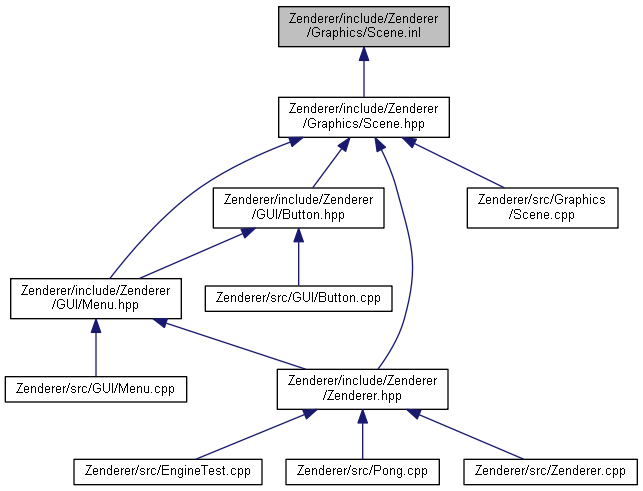 Zenderer/include/Zenderer
/Graphics/Scene.inl
Zenderer/include/Zenderer
/Graphics/Scene.hpp
Zenderer/include/Zenderer
/GUI/Button.hpp
Zenderer/src/Graphics
/Scene.cpp
Zenderer/include/Zenderer
/GUI/Menu.hpp
Zenderer/src/GUI/Button.cpp
Zenderer/src/GUI/Menu.cpp
Zenderer/include/Zenderer
/Zenderer.hpp
Zenderer/src/EngineTest.cpp
Zenderer/src/Pong.cpp
Zenderer/src/Zenderer.cpp